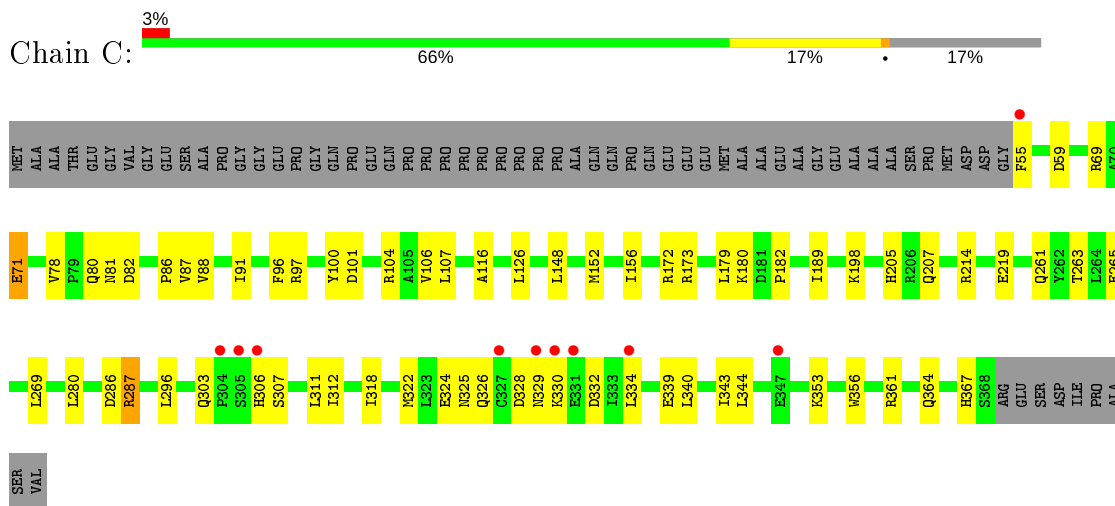 3%
Chain C:
66% 17% • 17%
MET ALA ALA THR GLU GLY VAL GLY GLU SER ALA PRO GLY GLY GLU PRO GLY GLN PRO GLU GLN PRO PRO PRO PRO PRO PRO PRO PRO PRO ALA GLN GLN PRO GLN GLU GLU GLU MET ALA ALA GLU ALA GLY GLU ALA ALA ALA SER PRO MET ASP ASP GLY F55 D59 R69 A70
E71 V78 P79 Q80 N81 D82 P86 V87 V88 I91 F96 R97 Y100 D101 R104 A105 V106 L107 A116 L126 L148 M152 I156 R172 R173 L179 K180 D181 P182 I189 K198 H205 R206 Q207 R214 E219 Q261 Y262 T263 L264 E265
L269 L280 D286 R287 L296 Q303 P304 S305 H306 S307 L311 I312 I318 M322 L323 E324 N325 Q326 C327 D328 N329 K330 E331 D332 I333 L334 E339 L340 I343 L344 E347 K353 W356 R361 Q364 H367 S368 ARG GLU SER ASP ILE PRO ALA
SER VAL